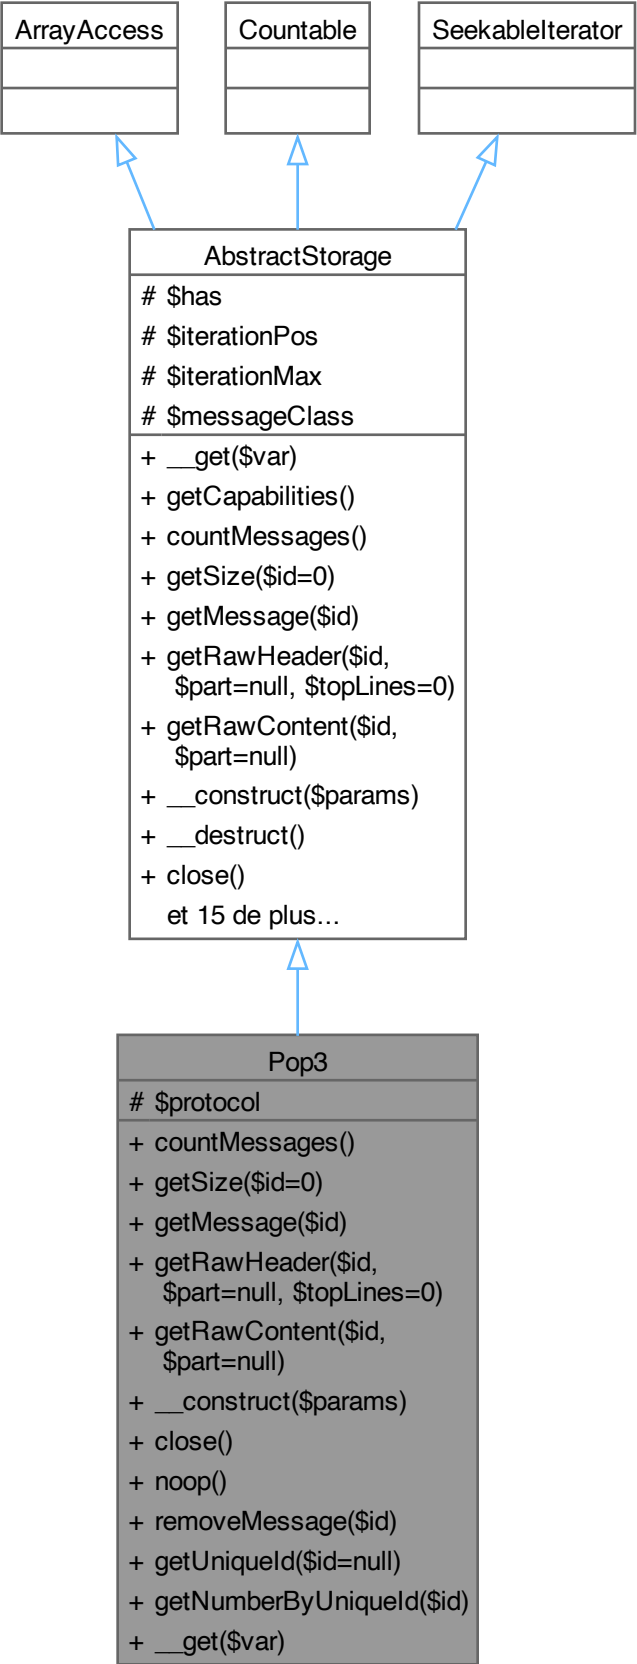 ArrayAccess
Countable
SeekableIterator
AbstractStorage
# $has
# $iterationPos
# $iterationMax
# $messageClass
+ __get($var)
+ getCapabilities()
+ countMessages()
+ getSize($id=0)
+ getMessage($id)
+ getRawHeader($id,
$part=null, $topLines=0)
+ getRawContent($id,
$part=null)
+ __construct($params)
+ __destruct()
+ close()
et 15 de plus...
Pop3
# $protocol
+ countMessages()
+ getSize($id=0)
+ getMessage($id)
+ getRawHeader($id,
$part=null, $topLines=0)
+ getRawContent($id,
$part=null)
+ __construct($params)
+ close()
+ noop()
+ removeMessage($id)
+ getUniqueId($id=null)
+ getNumberByUniqueId($id)
+ __get($var)